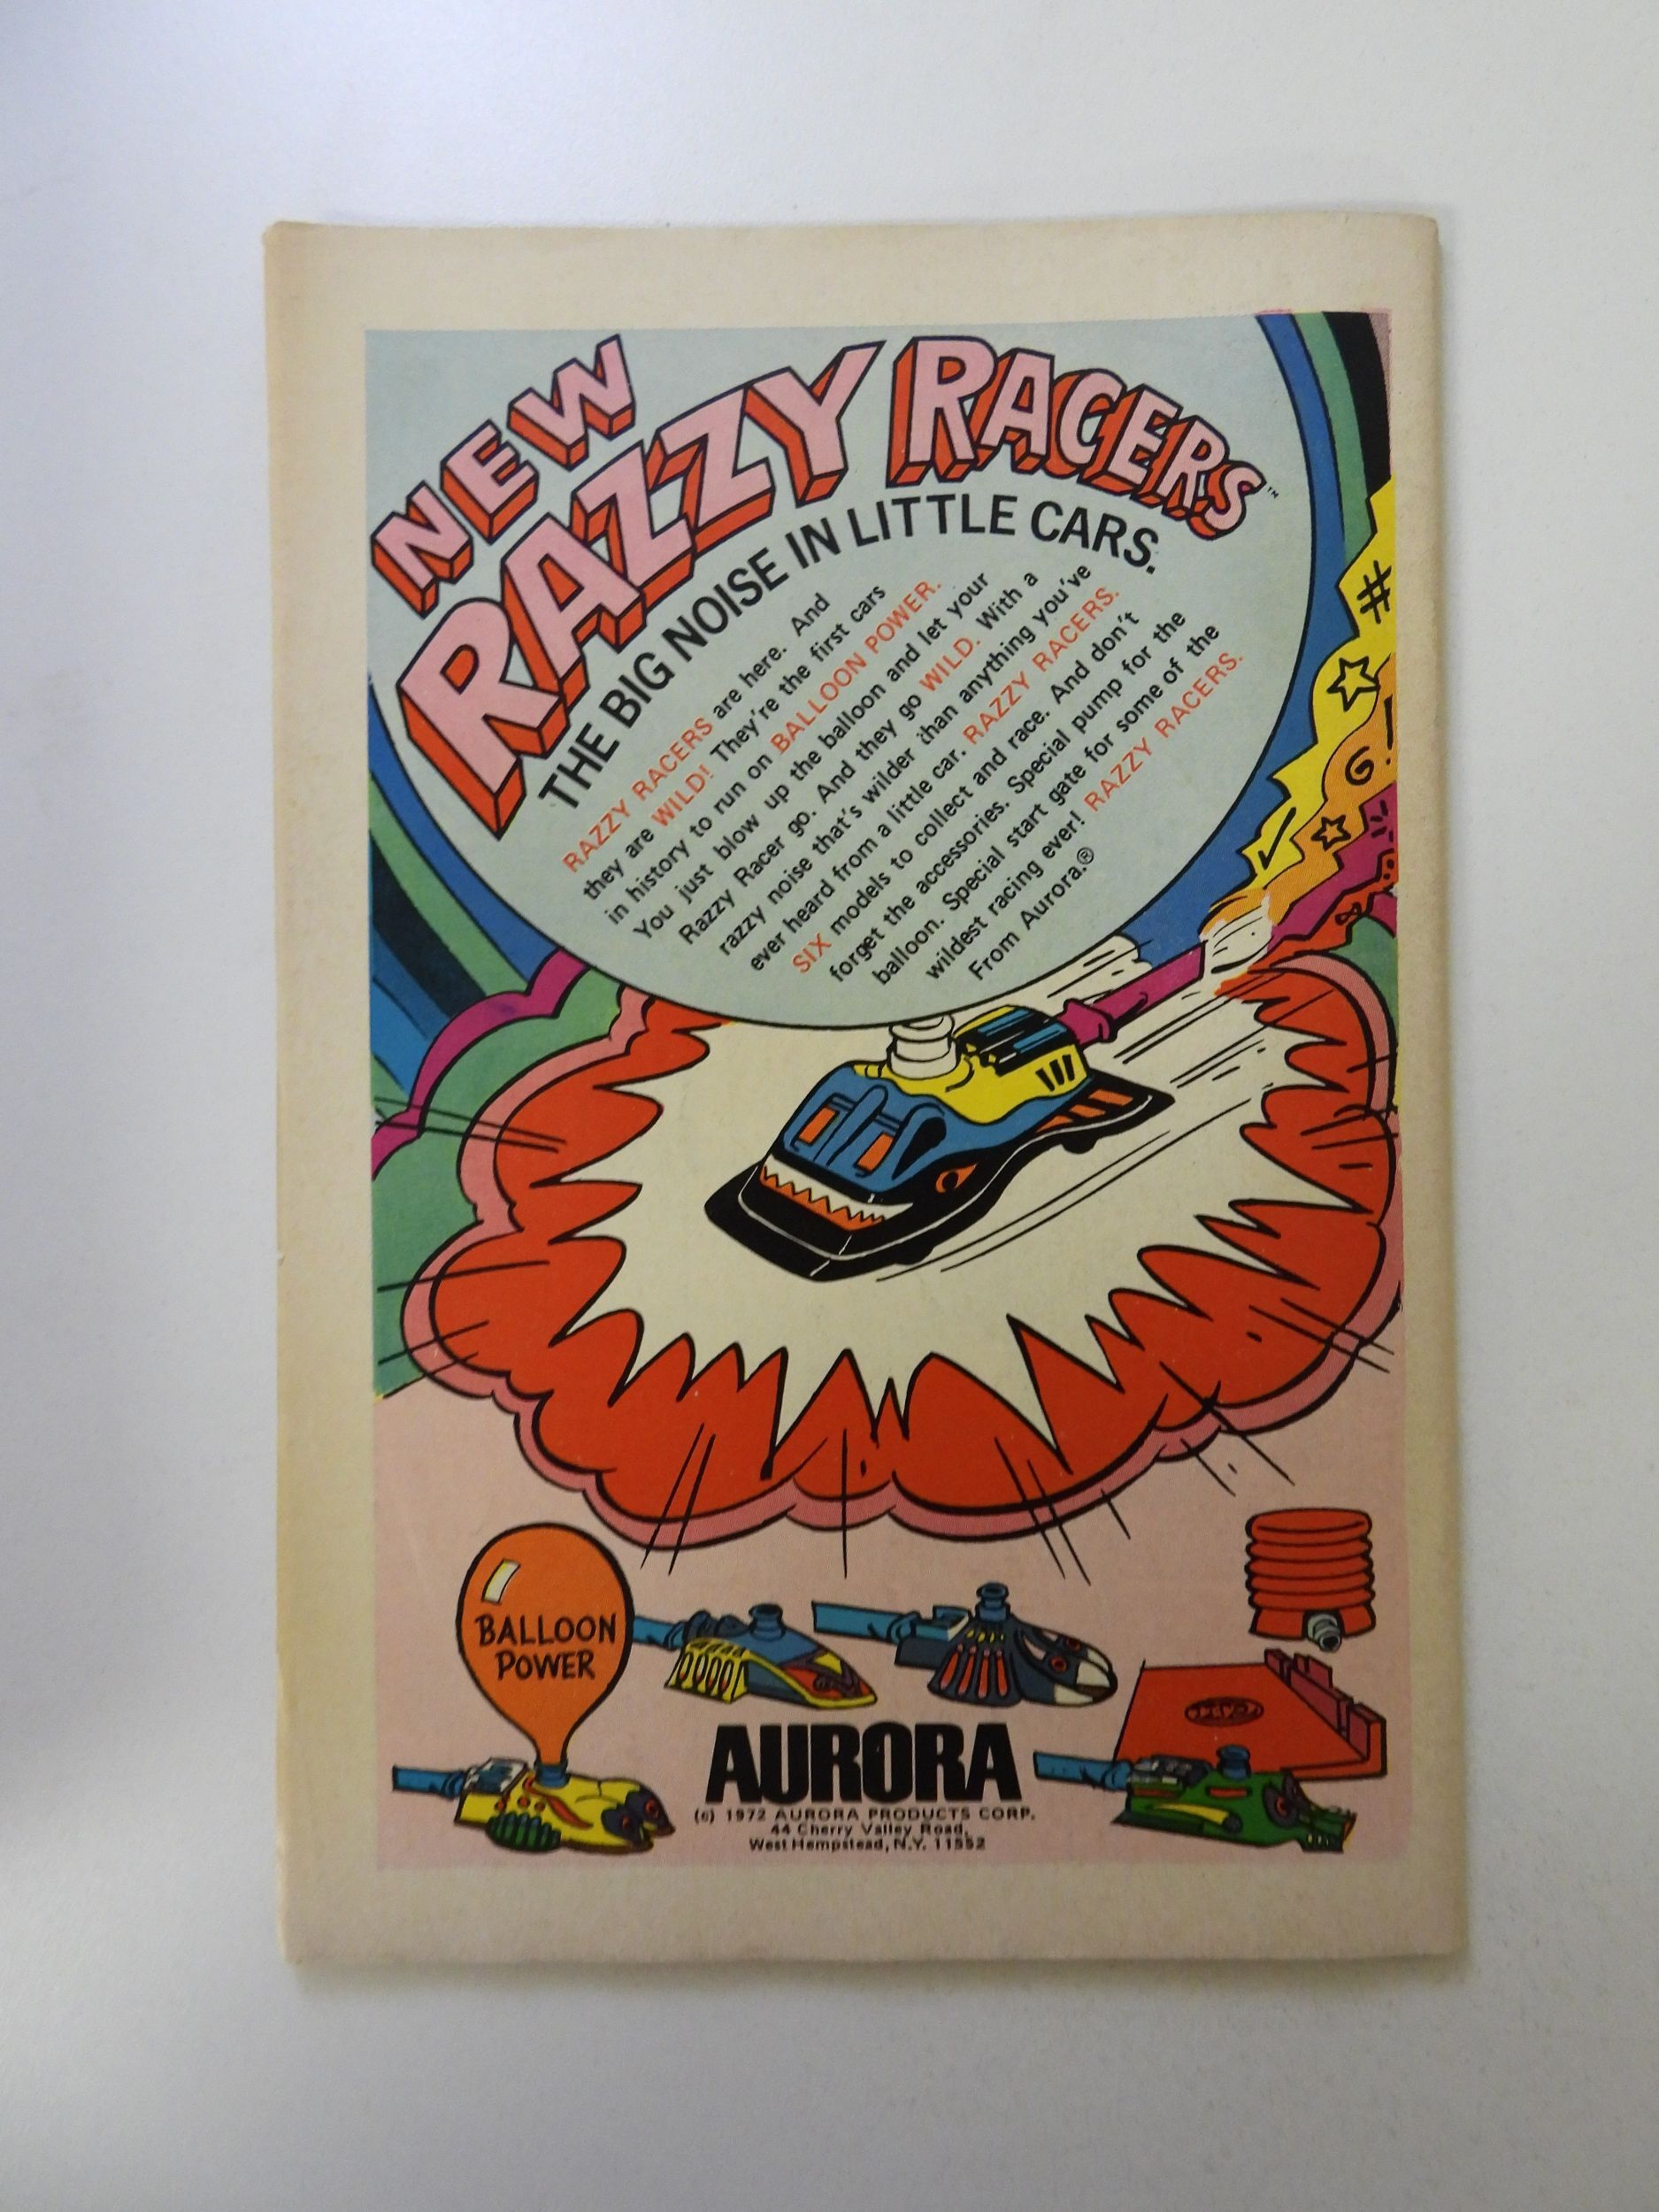 NEW
RAZZY RACERS™
THE BIG NOISE IN LITTLE CARS.
RAZZY RACERS are here. And
they are WILD! They're the first cars
in history to run on BALLOON POWER.
You just blow up the balloon and let your
Razzy Racer go. And they go WILD. With a
razzy noise that's wilder than anything you've
ever heard from a little car. RAZZY RACERS.
SIX models to collect and race. And don't
forget the accessories. Special pump for the
balloon. Special start gate for some of the
wildest racing ever! RAZZY RACERS.
From Aurora.®
BALLOON
POWER
AURORA
(c) 1972 AURORA PRODUCTS CORP.
44 Cherry Valley Road,
West Hempstead, N.Y. 11552